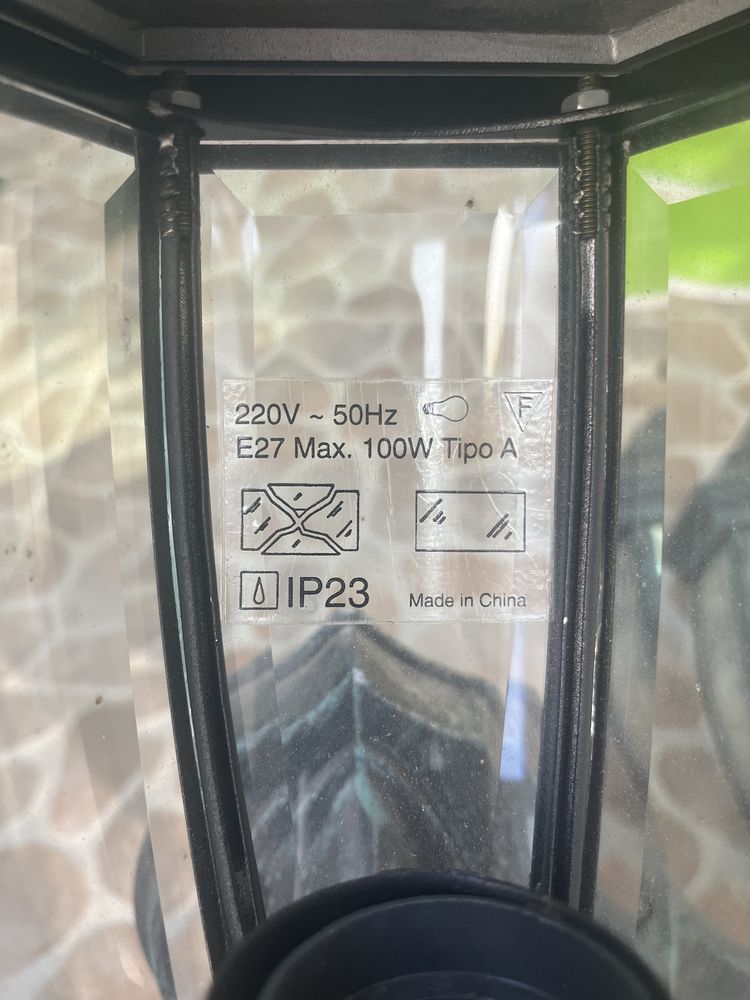 220V ~ 50Hz F
E27 Max. 100W Tipo A
IP23 Made in China